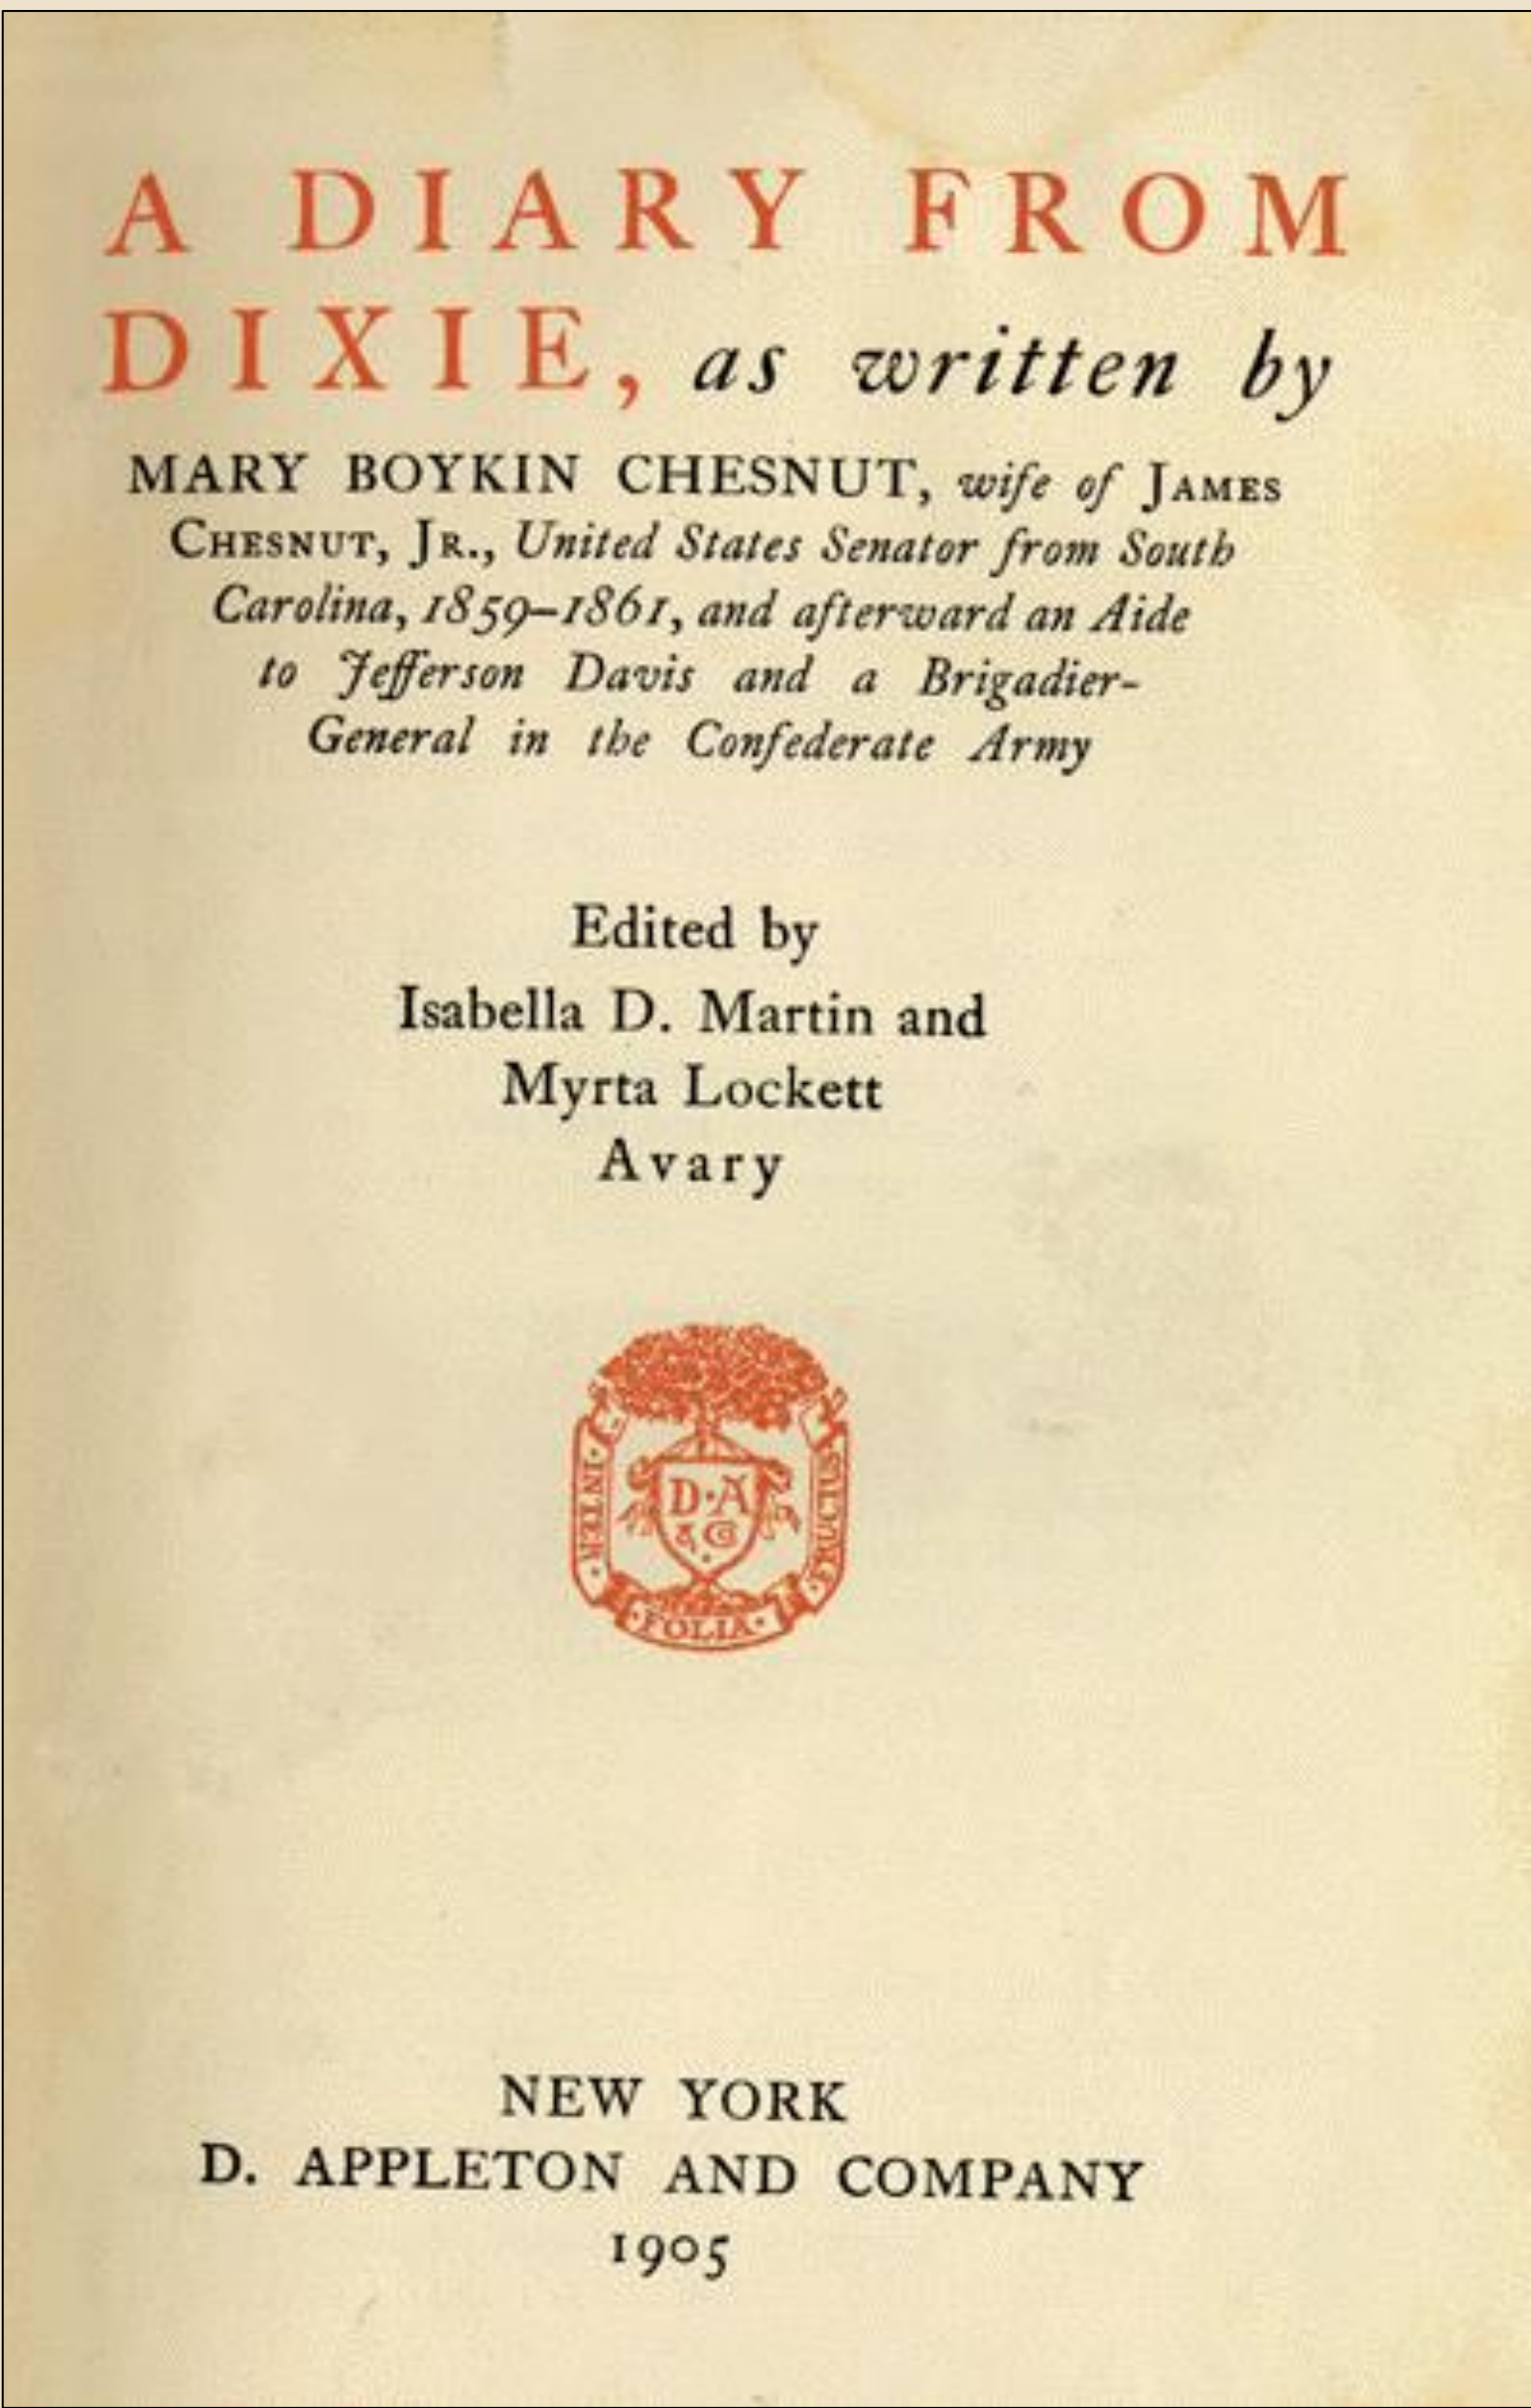 A DIARY FROM
DIXIE, as written by
MARY BOYKIN CHESNUT, wife of JAMES
CHESNUT, JR., United States Senator from South
Carolina, 1859–1861, and afterward an Aide
to Jefferson Davis and a Brigadier-
General in the Confederate Army
Edited by
Isabella D. Martin and
Myrta Lockett
Avary
D·A
& Co
·INTER·
·FOLIA·
·FRUCTUS·
NEW YORK
D. APPLETON AND COMPANY
1905